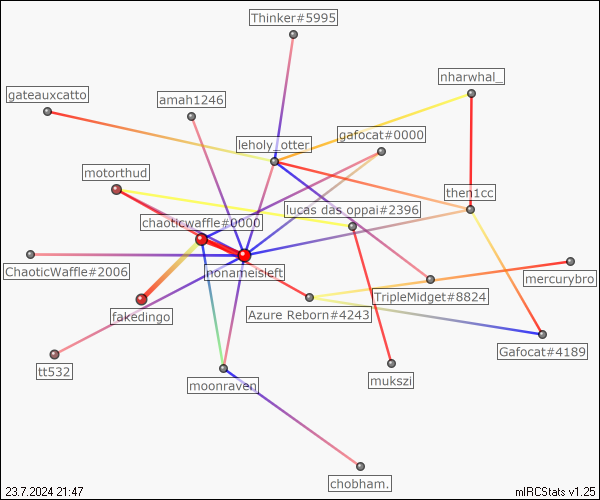 Thinker#5995
nharwhal_
gateauxcatto
amah1246
gafocat#0000
leholy_otter
motorthud
then1cc
lucas das oppai#2396
chaoticwaffle#0000
ChaoticWaffle#2006
nonameisleft
mercurybro
TripleMidget#8824
fakedingo
Azure Reborn#4243
Gafocat#4189
tt532
mukszi
moonraven
chobham.
23.7.2024 21:47
mIRCStats v1.25